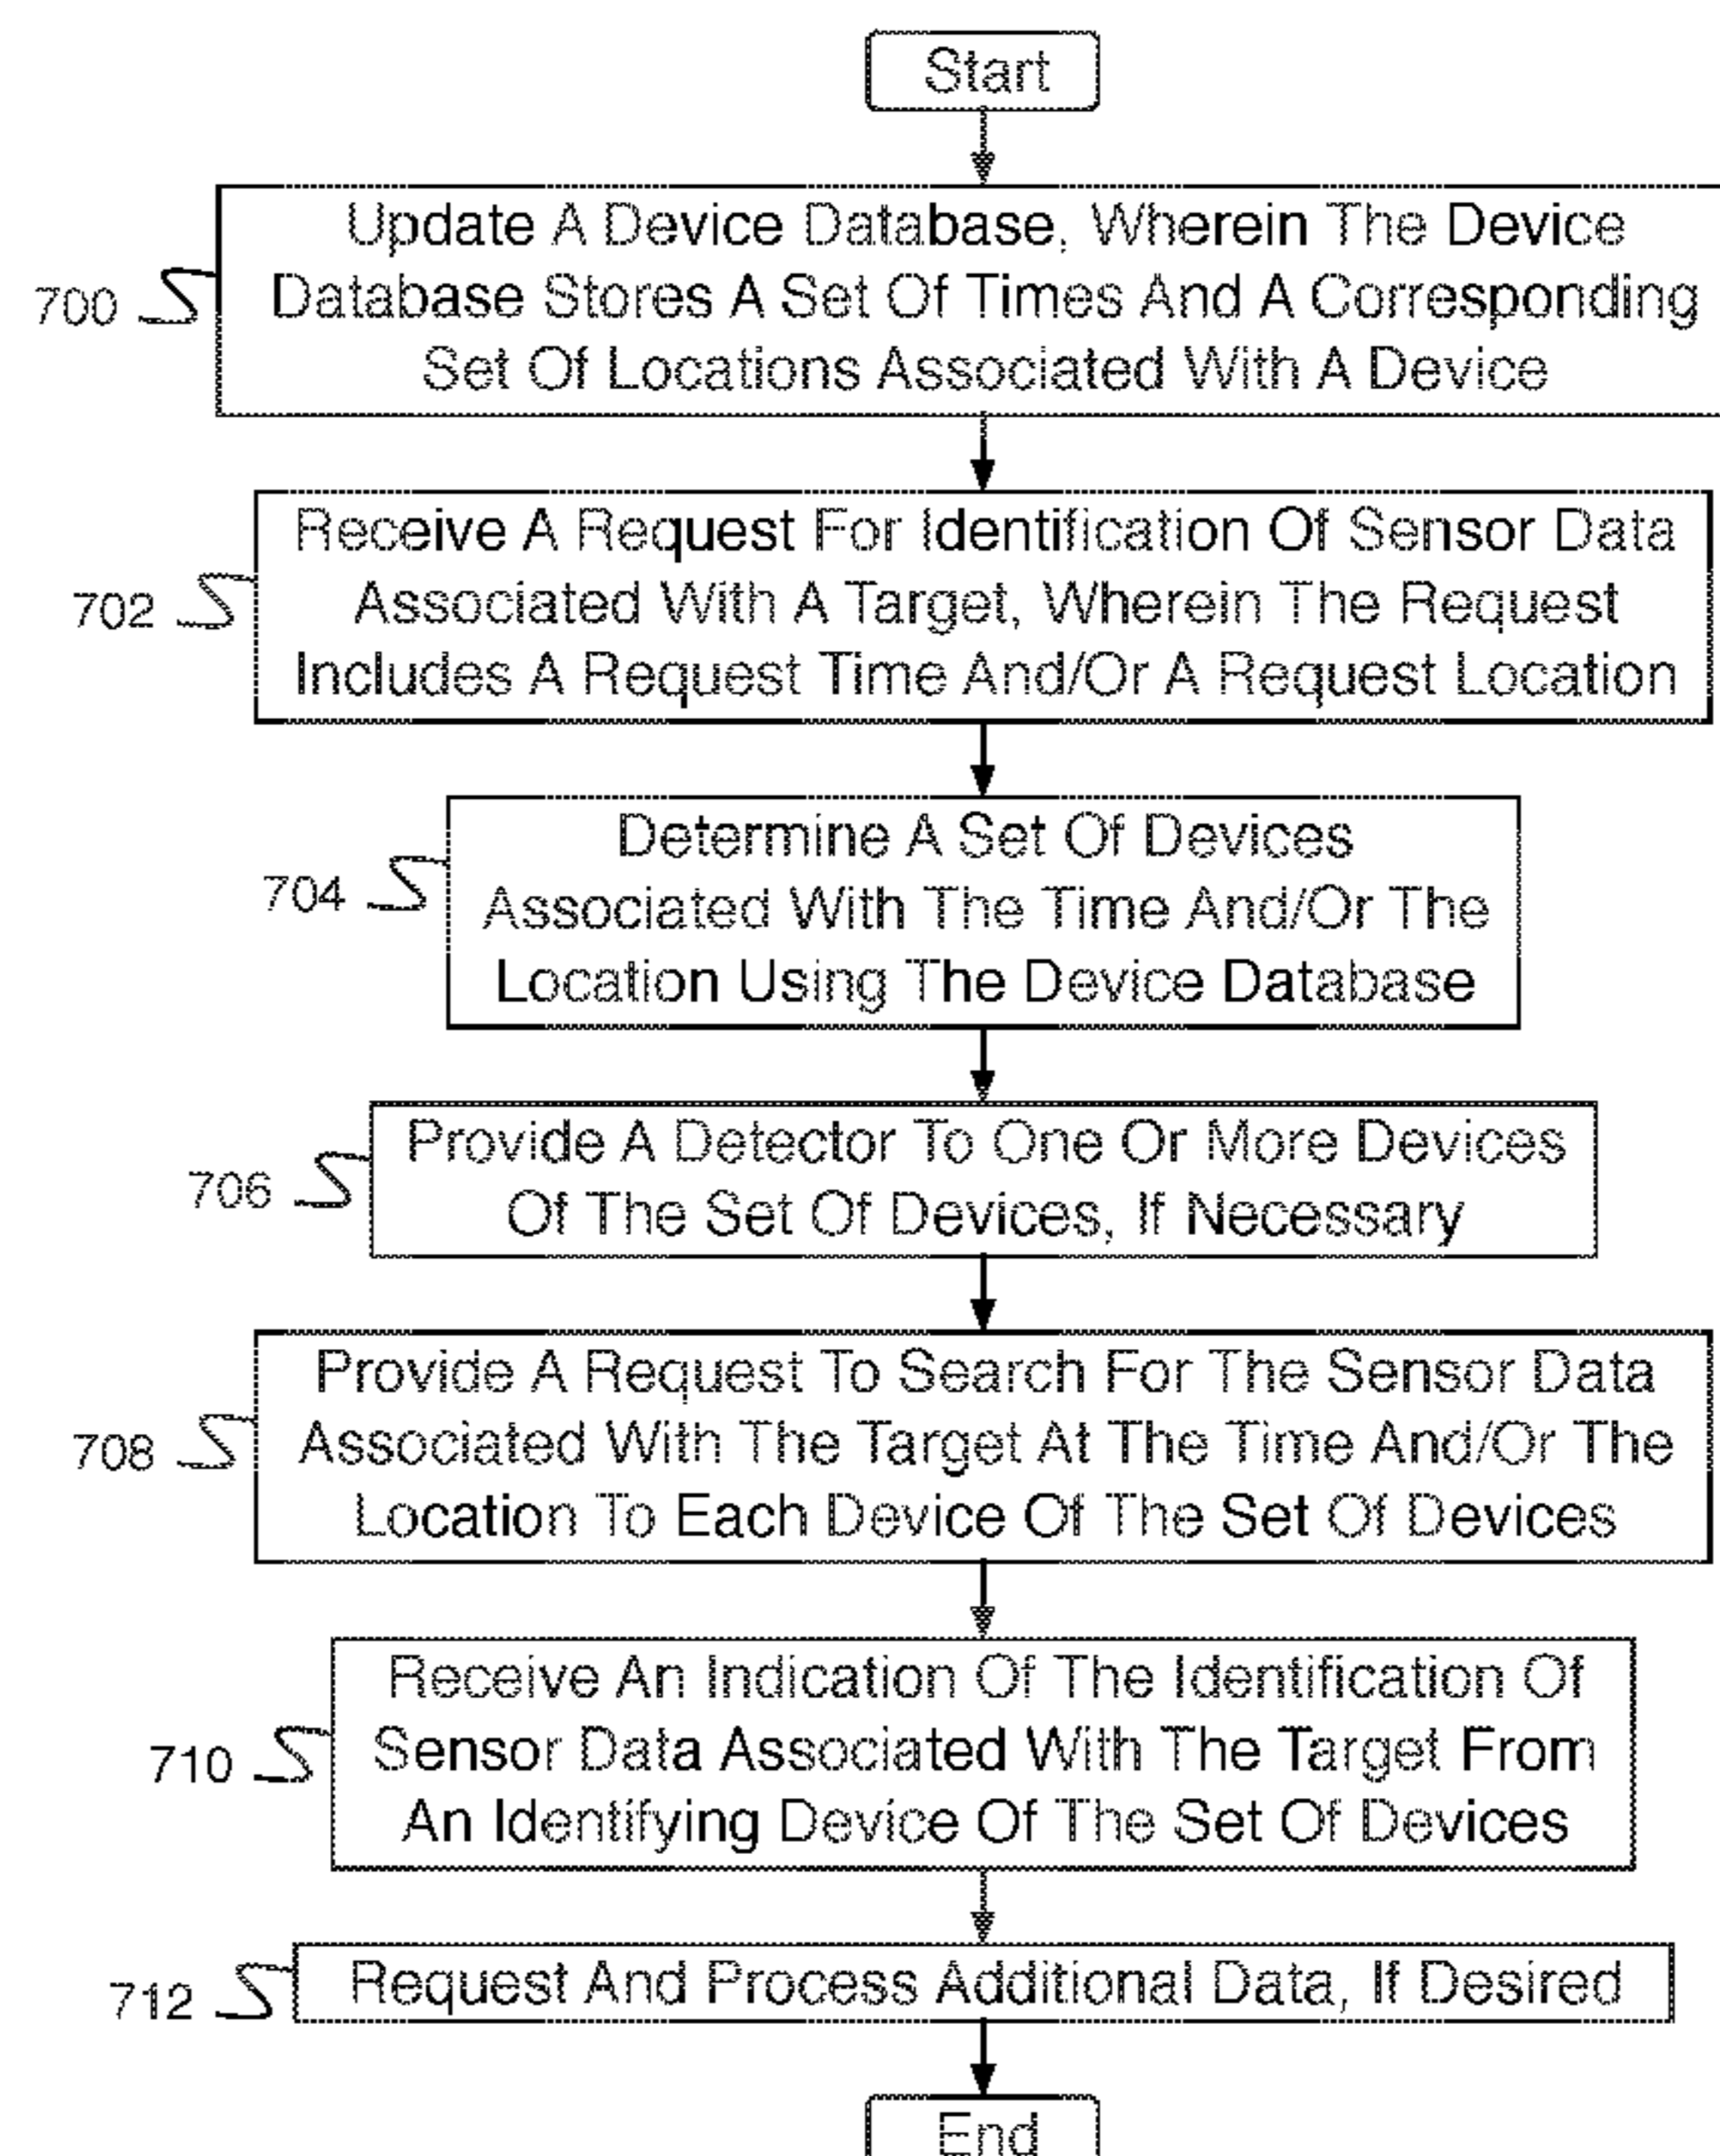 Start
Update A Device Database, Wherein The Device
Database Stores A Set Of Times And A Corresponding
Set Of Locations Associated With A Device
700
Receive A Request For Identification Of Sensor Data
Associated With A Target, Wherein The Request
Includes A Request Time And/Or A Request Location
702
Determine A Set Of Devices
Associated With The Time And/Or The
Location Using The Device Database
704
Provide A Detector To One Or More Devices
Of The Set Of Devices, If Necessary
706
Provide A Request To Search For The Sensor Data
Associated With The Target At The Time And/Or The
Location To Each Device Of The Set Of Devices
708
Receive An Indication Of The Identification Of
Sensor Data Associated With The Target From
An Identifying Device Of The Set Of Devices
710
Request And Process Additional Data, If Desired
712
End